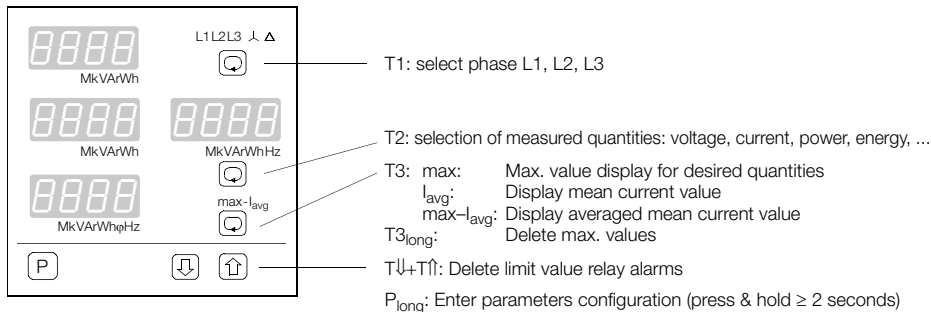 L1 L2 L3 ⅄ Δ
8888
MkVArWh
T1: select phase L1, L2, L3
8888 8888
MkVArWh MkVArWhHz
T2: selection of measured quantities: voltage, current, power, energy, ...
T3: max: Max. value display for desired quantities
Iavg: Display mean current value
max-Iavg
max–Iavg: Display averaged mean current value
8888
MkVArWhφHz
T3long: Delete max. values
P ⇩ ⇧
T⇓+T⇑: Delete limit value relay alarms
Plong: Enter parameters configuration (press & hold ≥ 2 seconds)